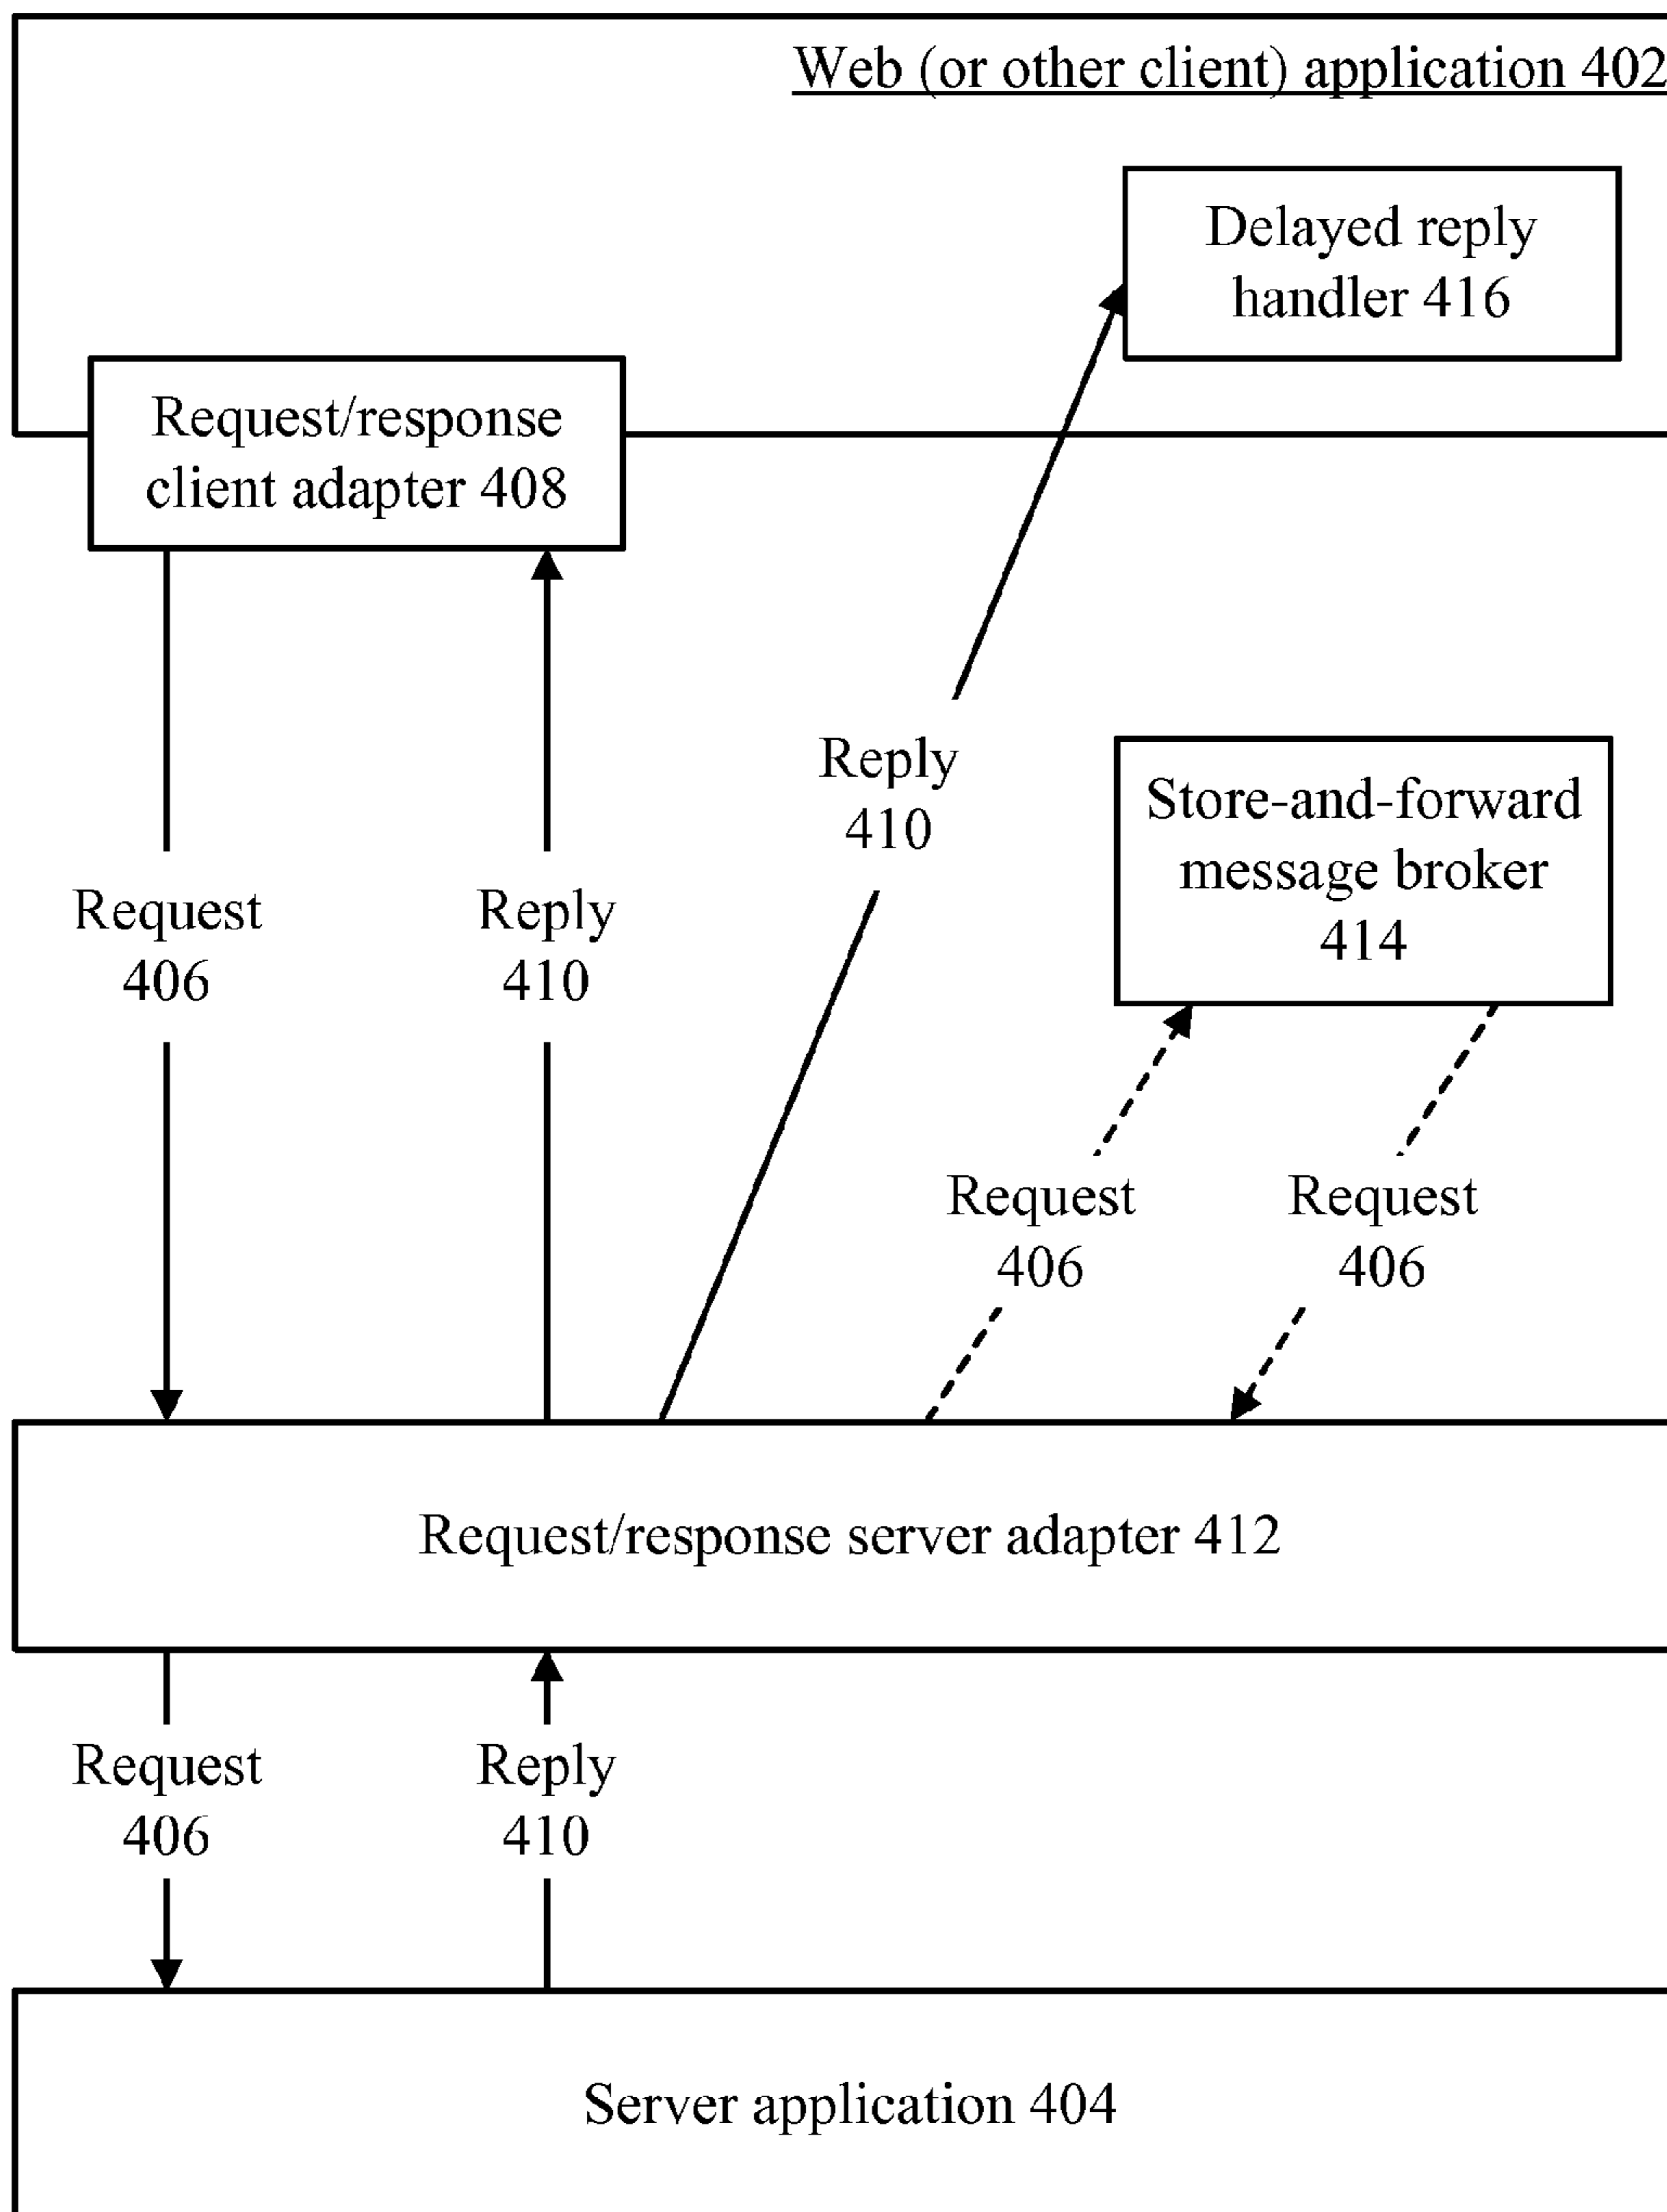 Web (or other client) application 402
Delayed reply
handler 416
Request/response
client adapter 408
Reply
410
Store-and-forward
message broker
414
Request
406
Reply
410
Request
406
Request
406
Request/response server adapter 412
Request
406
Reply
410
Server application 404